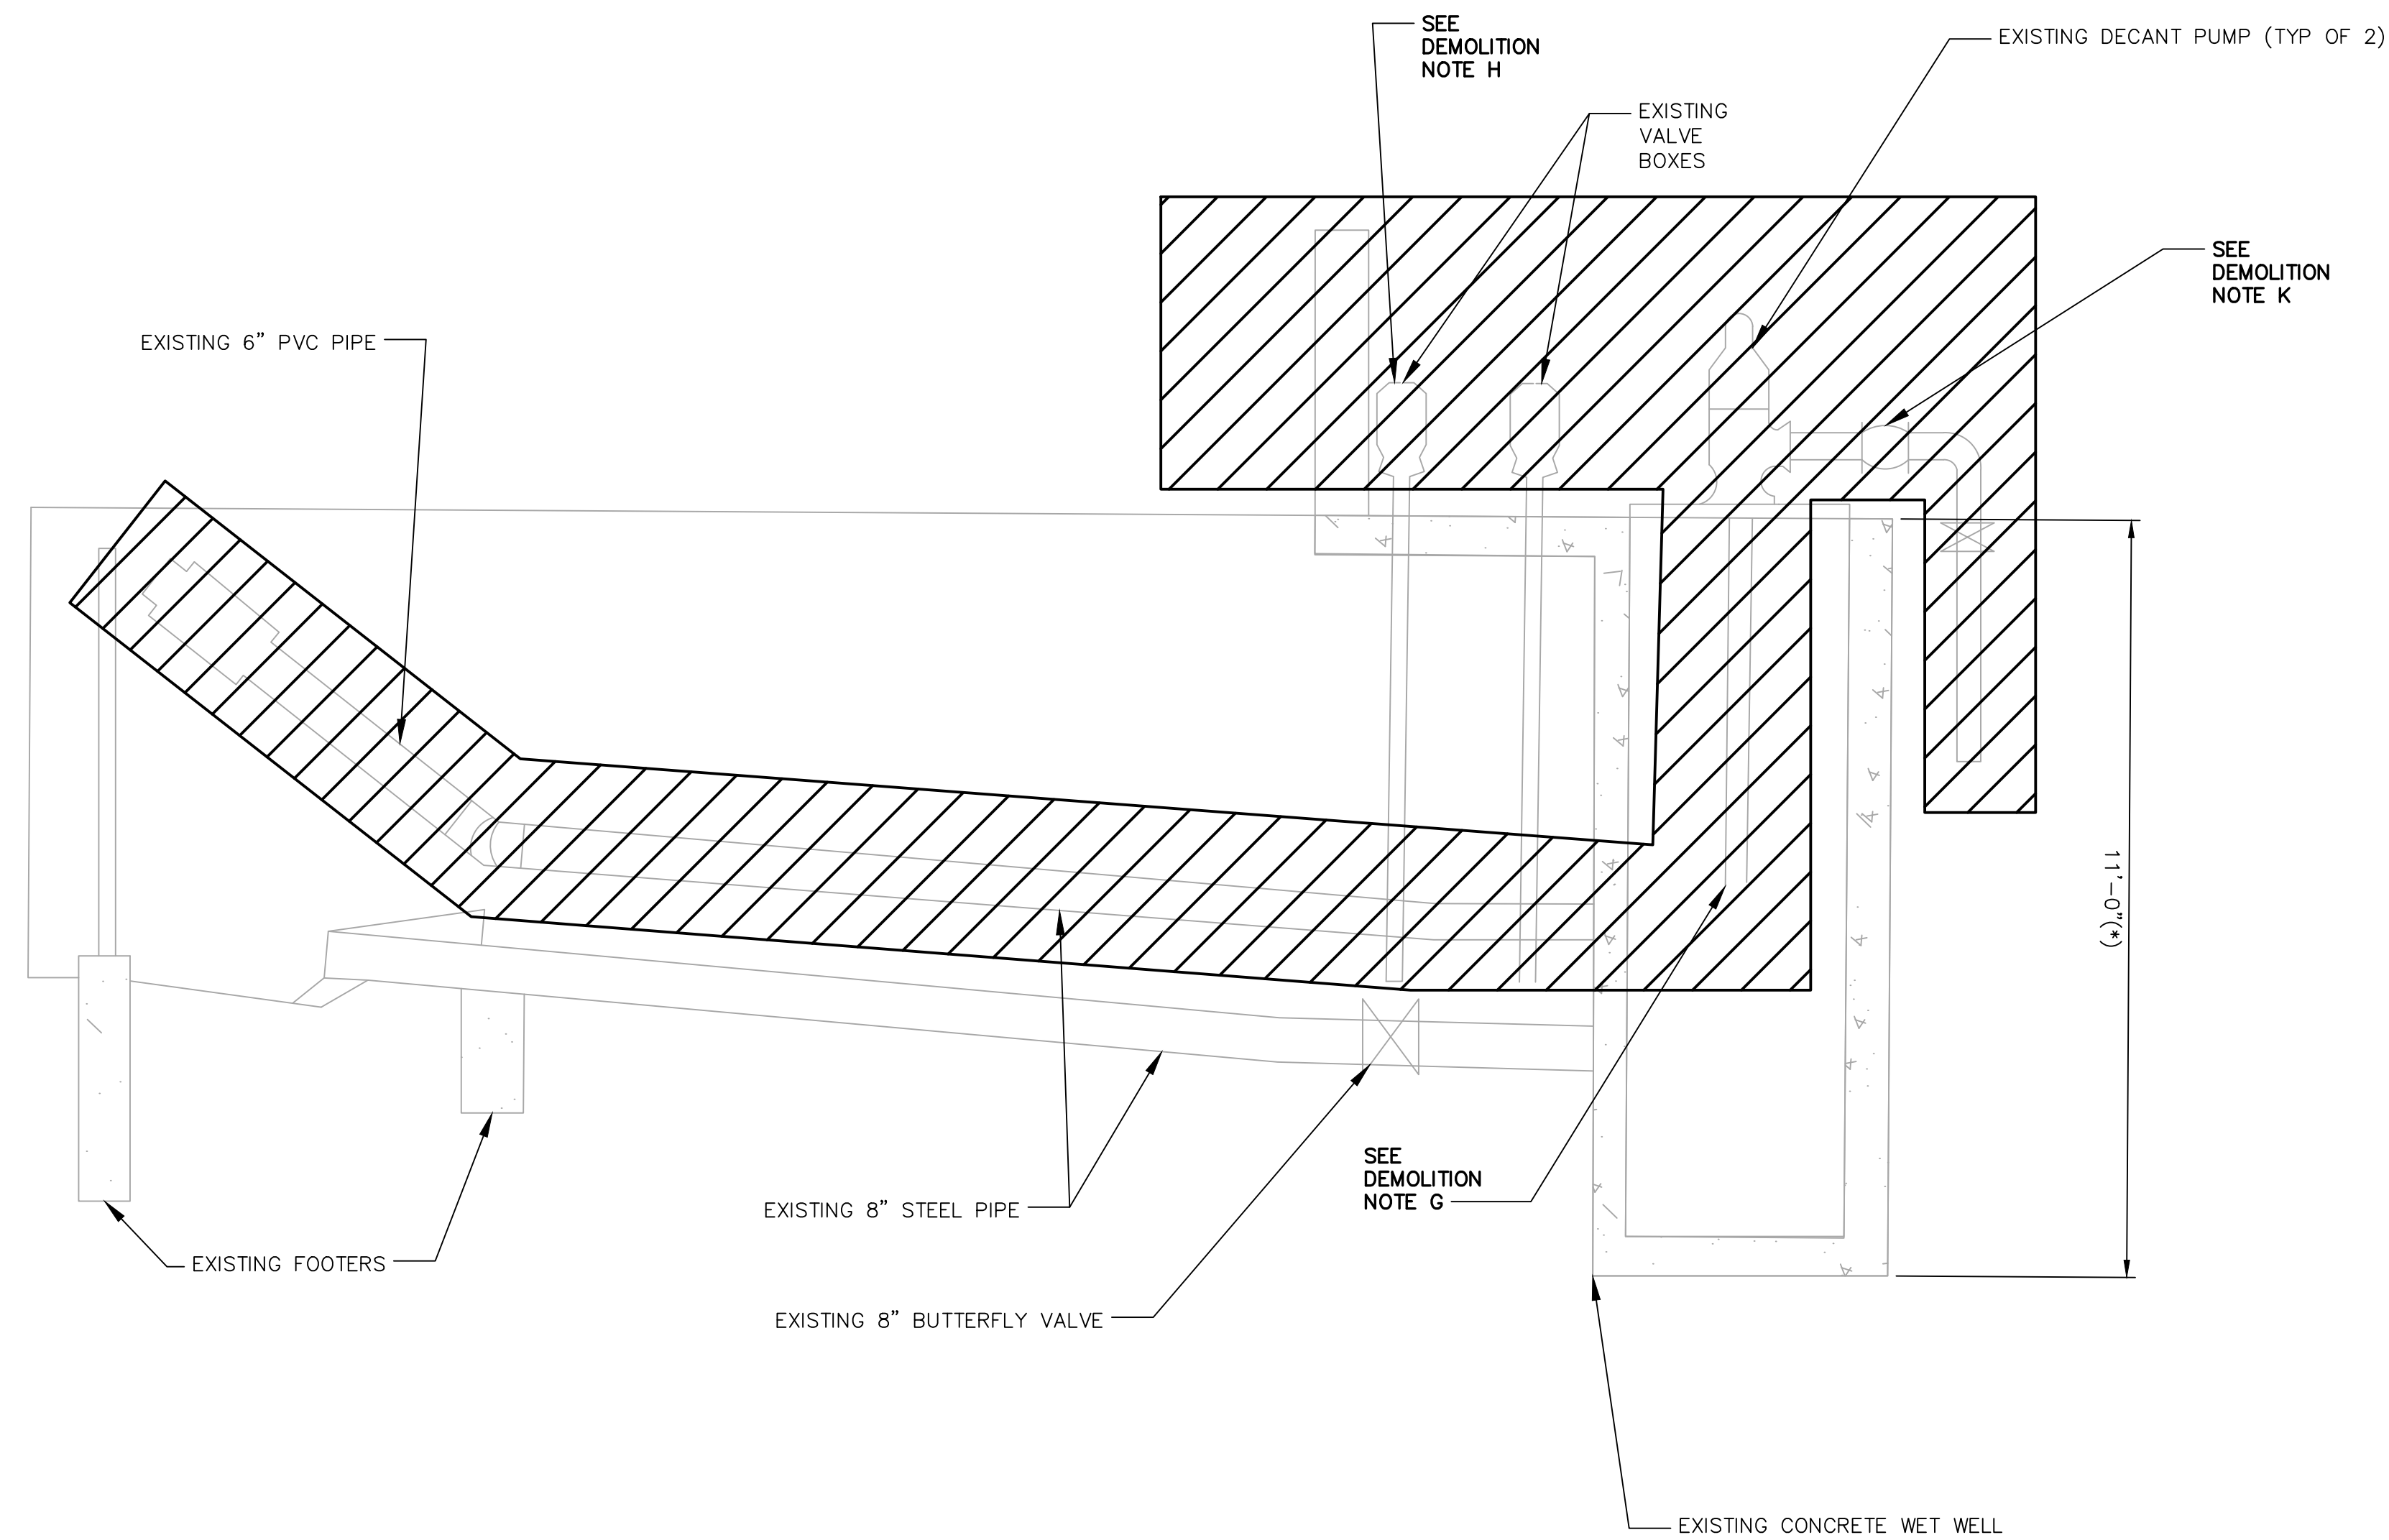 SEE
DEMOLITION
NOTE H
EXISTING DECANT PUMP (TYP OF 2)
EXISTING
VALVE
BOXES
SEE
DEMOLITION
NOTE K
EXISTING 6" PVC PIPE
11'-0"(*)
SEE
DEMOLITION
NOTE G
EXISTING 8" STEEL PIPE
EXISTING FOOTERS
EXISTING 8" BUTTERFLY VALVE
EXISTING CONCRETE WET WELL